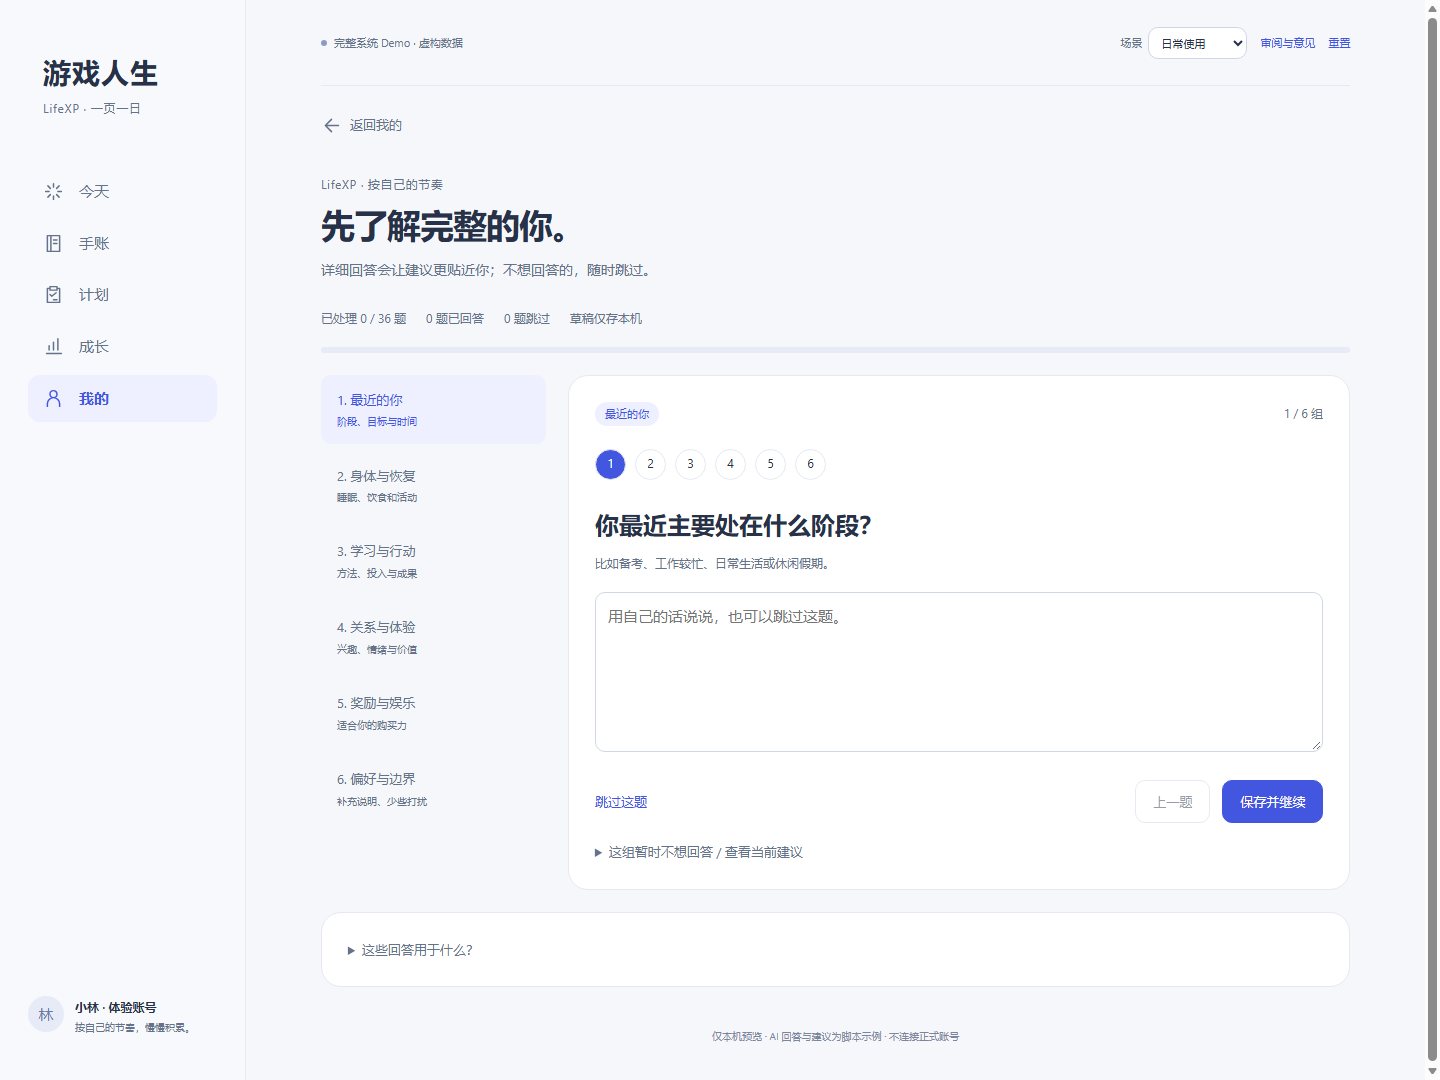 游戏人生
LifeXP · 一页一日
今天
手账
计划
成长
我的
小林 · 体验账号
按自己的节奏，慢慢积累。
完整系统 Demo · 虚构数据
场景
日常使用
审阅与意见
重置
返回我的
LifeXP · 按自己的节奏
先了解完整的你。
详细回答会让建议更贴近你；不想回答的，随时跳过。
已处理 0 / 36 题
0 题已回答
0 题跳过
草稿仅存本机
1. 最近的你
阶段、目标与时间
2. 身体与恢复
睡眠、饮食和活动
3. 学习与行动
方法、投入与成果
4. 关系与体验
兴趣、情绪与价值
5. 奖励与娱乐
适合你的购买力
6. 偏好与边界
补充说明、少些打扰
最近的你
1 / 6 组
1 2 3 4 5 6
你最近主要处在什么阶段？
比如备考、工作较忙、日常生活或休闲假期。
用自己的话说说，也可以跳过这题。
跳过这题
上一题
保存并继续
这组暂时不想回答 / 查看当前建议
这些回答用于什么？
仅本机预览 · AI 回答与建议为脚本示例 · 不连接正式账号